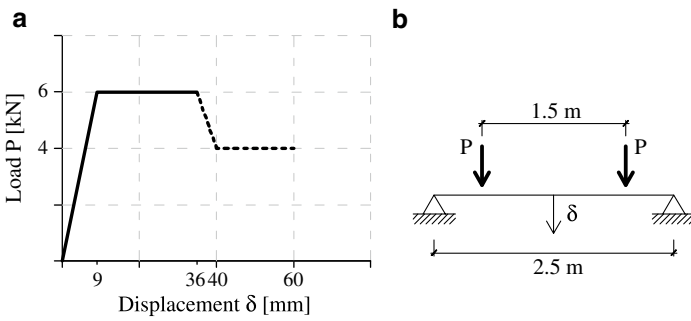 a
Load P [kN]
6
4
9
36 40
60
Displacement δ [mm]
b
1.5 m
P
P
δ
2.5 m